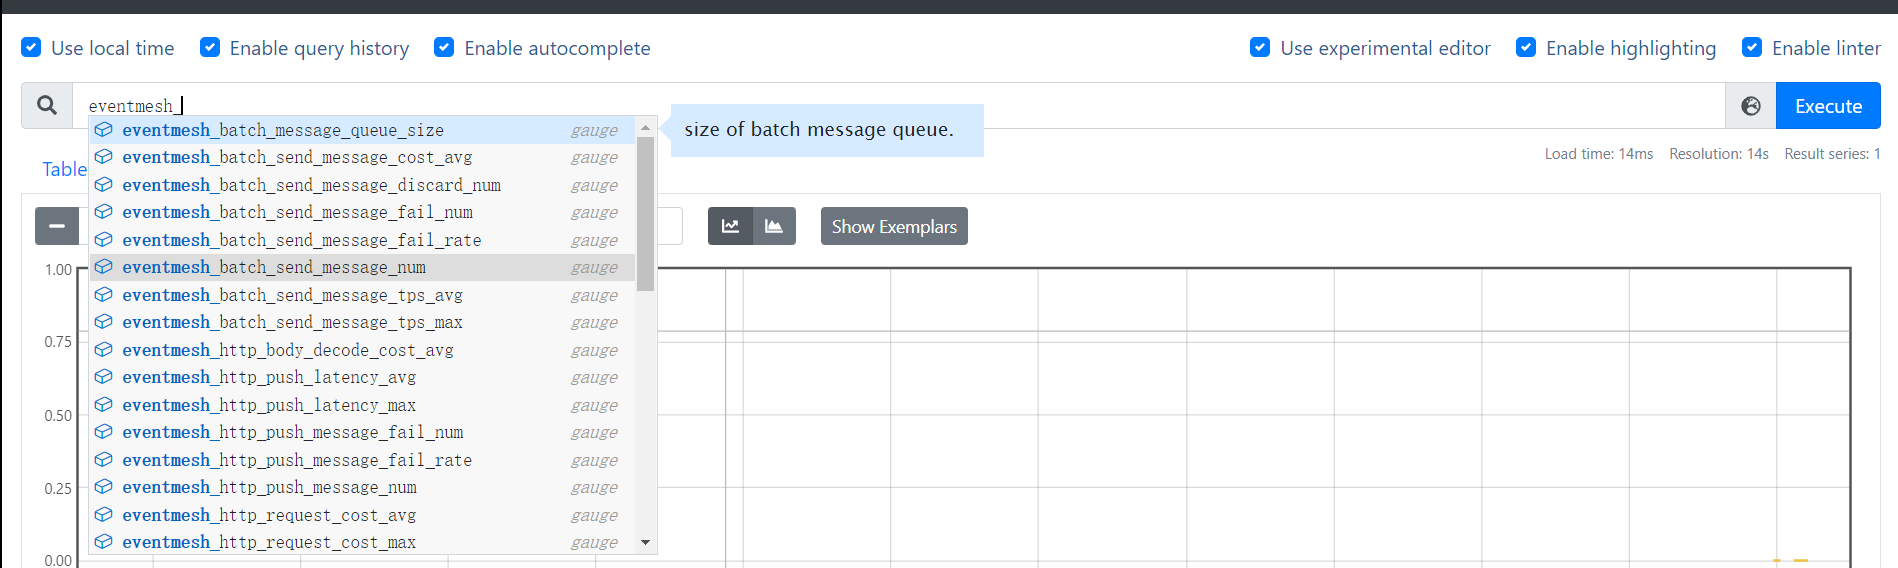 Use local time Enable query history Enable autocomplete Use experimental editor Enable highlighting Enable linter
eventmesh_ Execute
size of batch message queue.
Load time: 14ms Resolution: 14s Result series: 1
Table
eventmesh_batch_message_queue_size gauge
eventmesh_batch_send_message_cost_avg gauge
eventmesh_batch_send_message_discard_num gauge
eventmesh_batch_send_message_fail_num gauge
eventmesh_batch_send_message_fail_rate gauge
eventmesh_batch_send_message_num gauge
eventmesh_batch_send_message_tps_avg gauge
eventmesh_batch_send_message_tps_max gauge
eventmesh_http_body_decode_cost_avg gauge
eventmesh_http_push_latency_avg gauge
eventmesh_http_push_latency_max gauge
eventmesh_http_push_message_fail_num gauge
eventmesh_http_push_message_fail_rate gauge
eventmesh_http_push_message_num gauge
eventmesh_http_request_cost_avg gauge
eventmesh_http_request_cost_max gauge
Show Exemplars
1.00
0.75
0.50
0.25
0.00